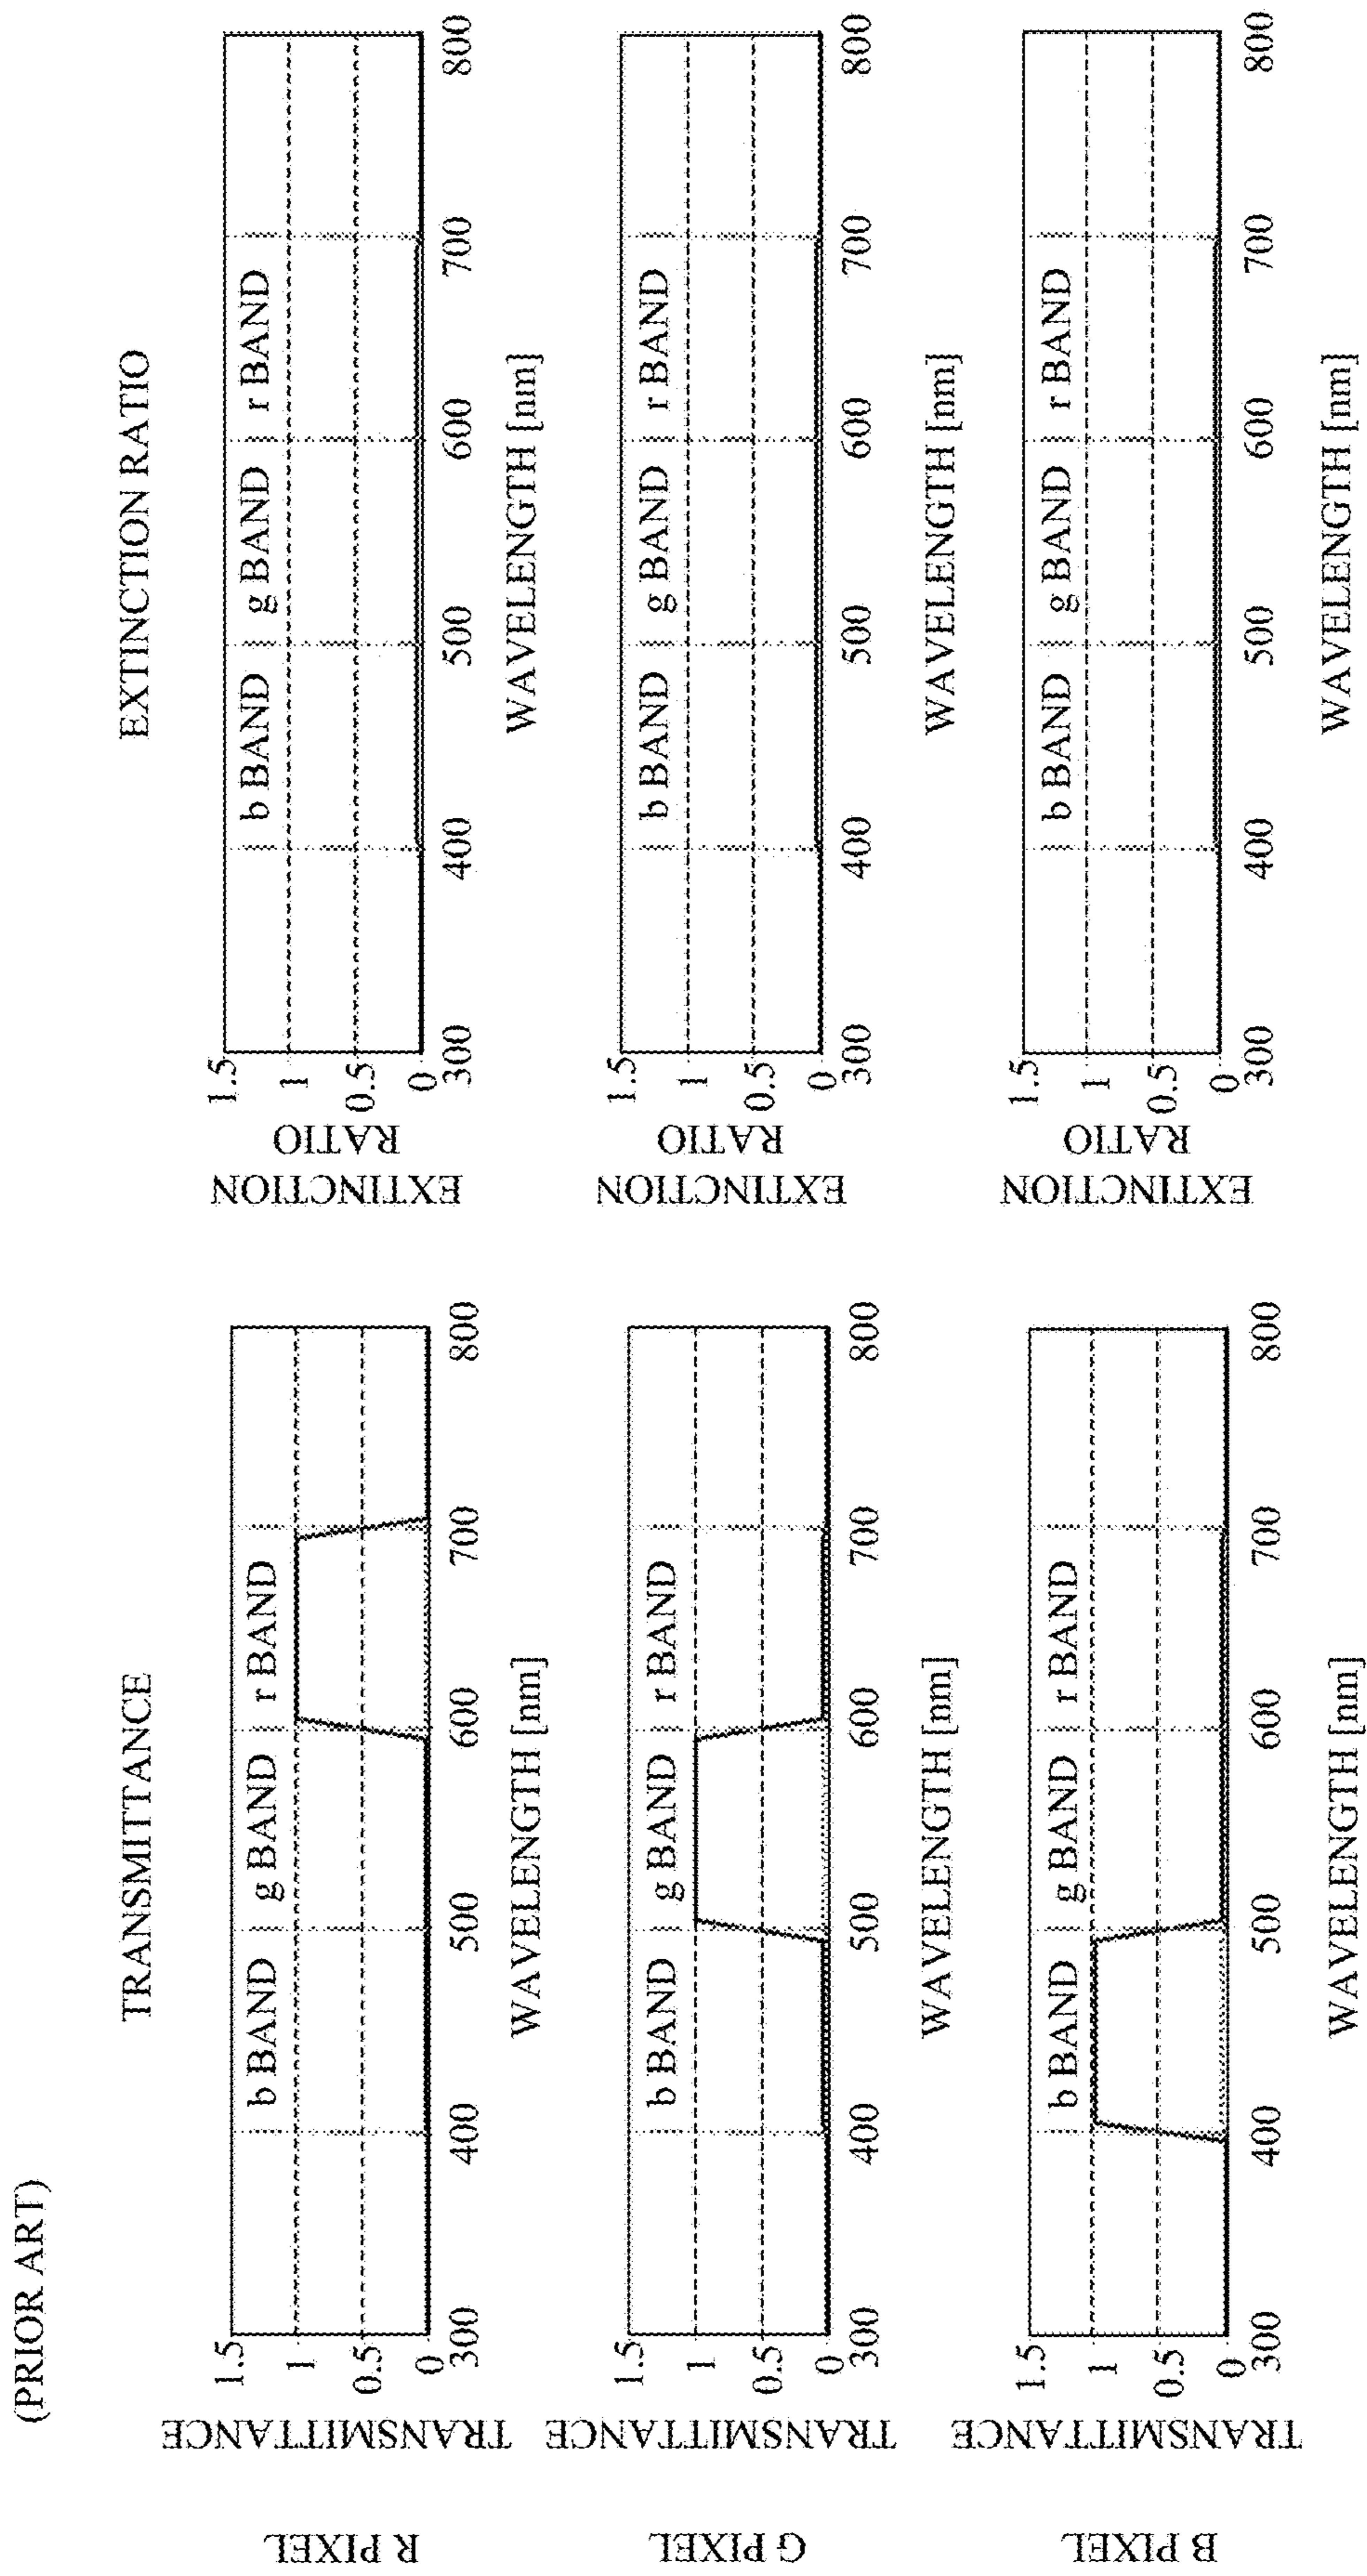 (PRIOR ART)
TRANSMITTANCE
EXTINCTION RATIO
R PIXEL
TRANSMITTANCE
1.5
1
0.5
0
b BAND g BAND r BAND
300 400 500 600 700 800
WAVELENGTH [nm]
EXTINCTION
RATIO
1.5
1
0.5
0
b BAND g BAND r BAND
300 400 500 600 700 800
WAVELENGTH [nm]
G PIXEL
TRANSMITTANCE
1.5
1
0.5
0
b BAND g BAND r BAND
300 400 500 600 700 800
WAVELENGTH [nm]
EXTINCTION
RATIO
1.5
1
0.5
0
b BAND g BAND r BAND
300 400 500 600 700 800
WAVELENGTH [nm]
B PIXEL
TRANSMITTANCE
1.5
1
0.5
0
b BAND g BAND r BAND
300 400 500 600 700 800
WAVELENGTH [nm]
EXTINCTION
RATIO
1.5
1
0.5
0
b BAND g BAND r BAND
300 400 500 600 700 800
WAVELENGTH [nm]